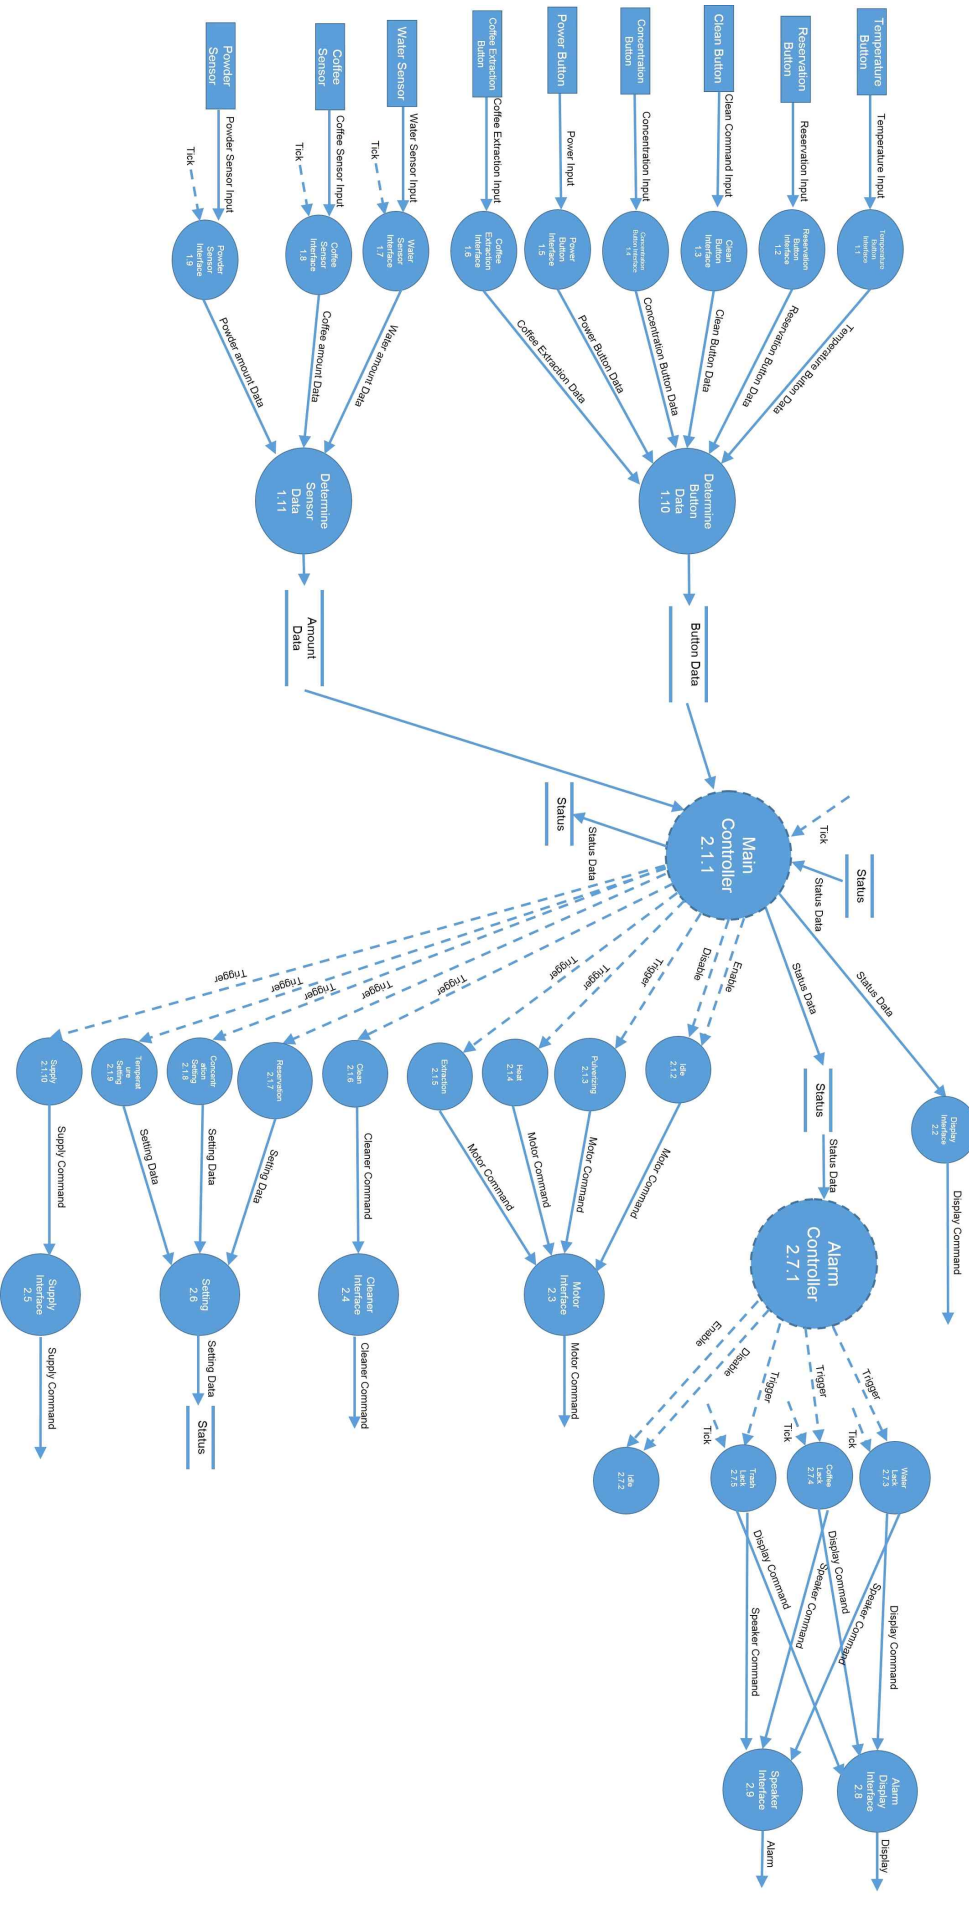 Temperature
Button
Temperature Input
Temperature
Button
Interface
1.1
Temperature Button Data
Reservation
Button
Reservation Input
Reservation
Button
Interface
1.2
Reservation Button Data
Clean Button
Clean Command Input
Clean
Button
Interface
1.3
Clean Button Data
Concentration
Button
Concentration Input
Concentration
Button Interface
1.4
Concentration Button Data
Power Button
Power Input
Power
Button
Interface
1.5
Power Button Data
Coffee Extraction
Button
Coffee Extraction Input
Coffee
Extraction
Interface
1.6
Coffee Extraction Data
Water Sensor
Water Sensor Input
Tick
Water
Sensor
Interface
1.7
Water amount Data
Coffee
Sensor
Coffee Sensor Input
Tick
Coffee
Sensor
Interface
1.8
Coffee amount Data
Powder
Sensor
Powder Sensor Input
Tick
Powder
Sensor
Interface
1.9
Powder amount Data
Determine
Button
Data
1.10
Button Data
Determine
Sensor
Data
1.11
Amount
Data
Tick
Status
Status Data
Main
Controller
2.1.1
Status Data
Status
Status Data
Display
Interface
2.2
Display Command
Status Data
Status
Status Data
Enable
Disable
Trigger
Trigger
Trigger
Trigger
Trigger
Trigger
Trigger
Trigger
Idle
2.1.2
Motor Command
Pulverizing
2.1.3
Motor Command
Heat
2.1.4
Motor Command
Extraction
2.1.5
Motor Command
Motor
Interface
2.3
Motor Command
Clean
2.1.6
Cleaner Command
Cleaner
Interface
2.4
Cleaner Command
Reservation
2.1.7
Setting Data
Concentr
ation
Setting
2.1.8
Setting Data
Temperat
ure
Setting
2.1.9
Setting Data
Setting
2.6
Setting Data
Status
Supply
2.1.10
Supply Command
Supply
Interface
2.5
Supply Command
Alarm
Controller
2.7.1
Trigger
Trigger
Trigger
Disable
Enable
Tick
Tick
Tick
Water
Lack
2.7.3
Coffee
Lack
2.7.4
Trash
Lack
2.7.5
Idle
2.7.2
Display Command
Speaker Command
Display Command
Speaker Command
Display Command
Speaker Command
Alarm
Display
Interface
2.8
Display
Speaker
Interface
2.9
Alarm